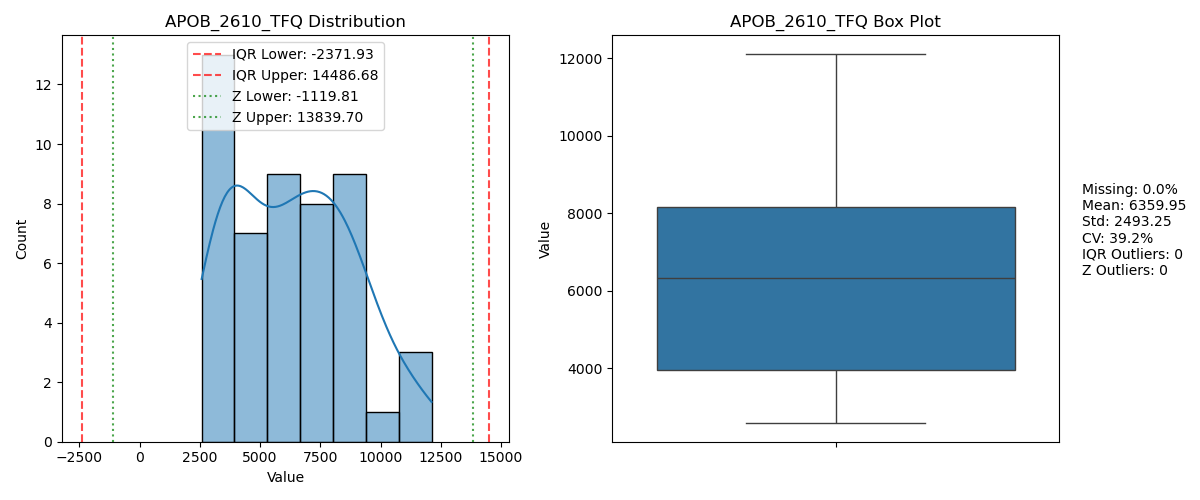 APOB_2610_TFQ Distribution
IQR Lower: -2371.93
IQR Upper: 14486.68
Z Lower: -1119.81
Z Upper: 13839.70
Count
12
10
8
6
4
2
0
−2500
0
2500
5000
7500
10000
12500
15000
Value
APOB_2610_TFQ Box Plot
Value
12000
10000
8000
6000
4000
Missing: 0.0%
Mean: 6359.95
Std: 2493.25
CV: 39.2%
IQR Outliers: 0
Z Outliers: 0